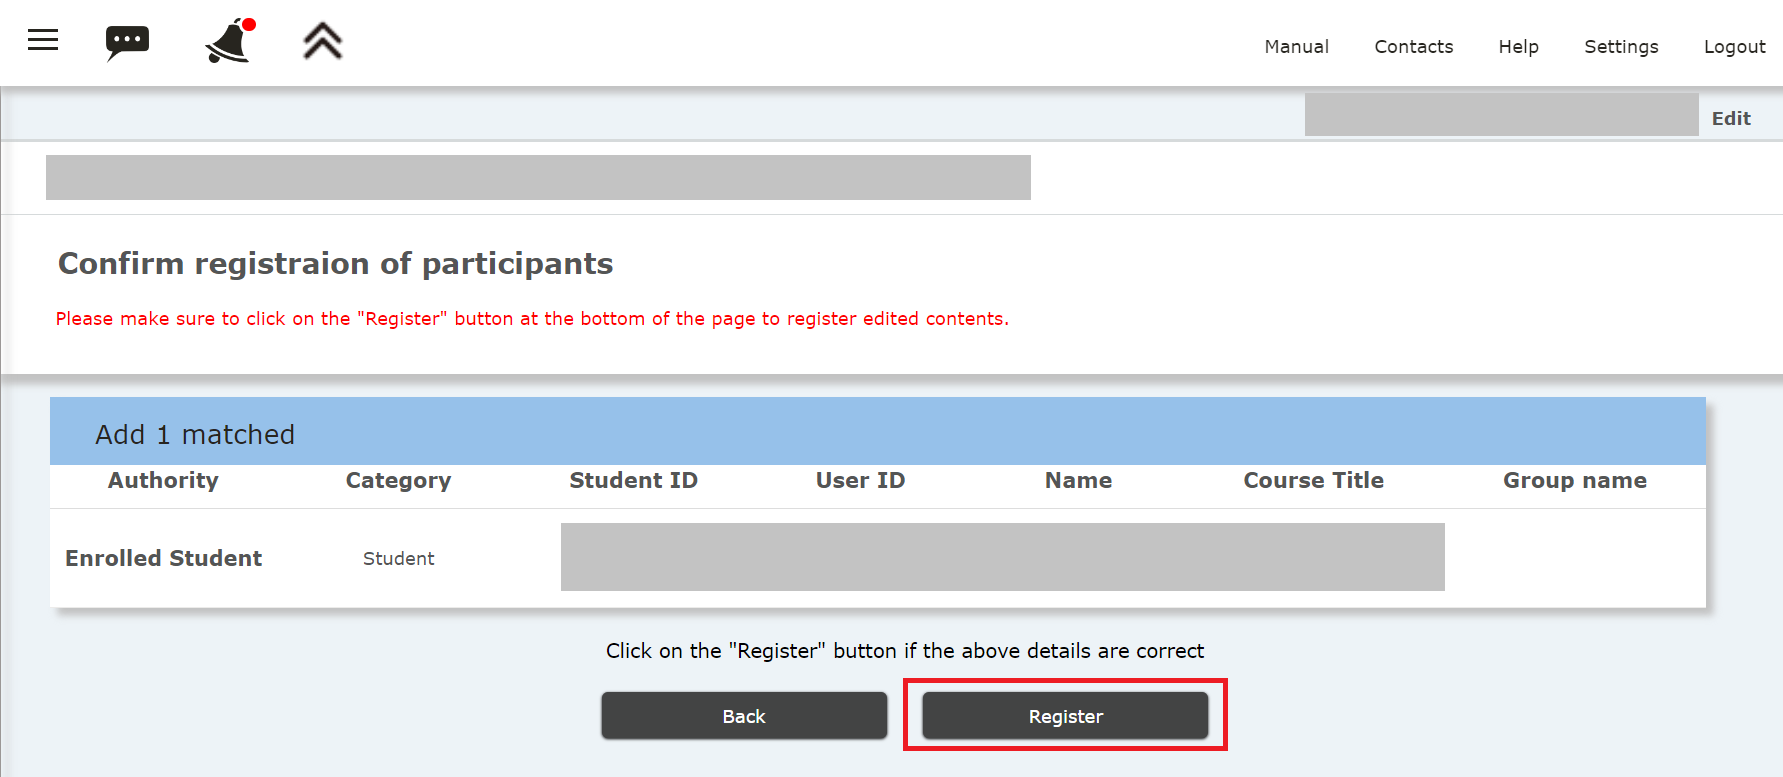 Manual Contacts Help Settings Logout
Edit
Confirm registraion of participants
Please make sure to click on the "Register" button at the bottom of the page to register edited contents.
Add 1 matched
Authority Category Student ID User ID Name Course Title Group name
Enrolled Student Student
Click on the "Register" button if the above details are correct
Back Register